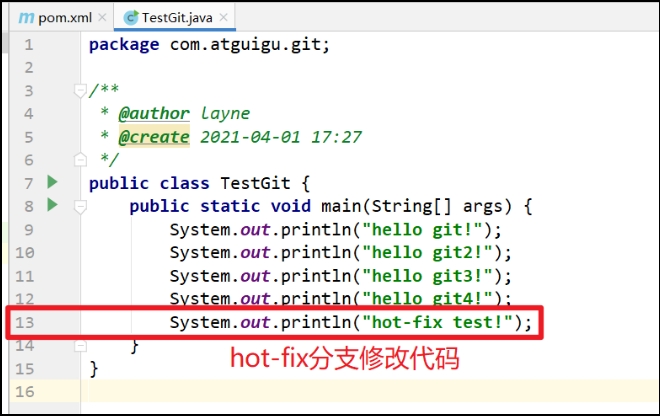 pom.xml TestGit.java
1 package com.atguigu.git;
2
3 /**
4 * @author layne
5 * @create 2021-04-01 17:27
6 */
7 public class TestGit {
8 public static void main(String[] args) {
9 System.out.println("hello git!");
10 System.out.println("hello git2!");
11 System.out.println("hello git3!");
12 System.out.println("hello git4!");
13 System.out.println("hot-fix test!");
14 }
hot-fix分支修改代码
15 }
16